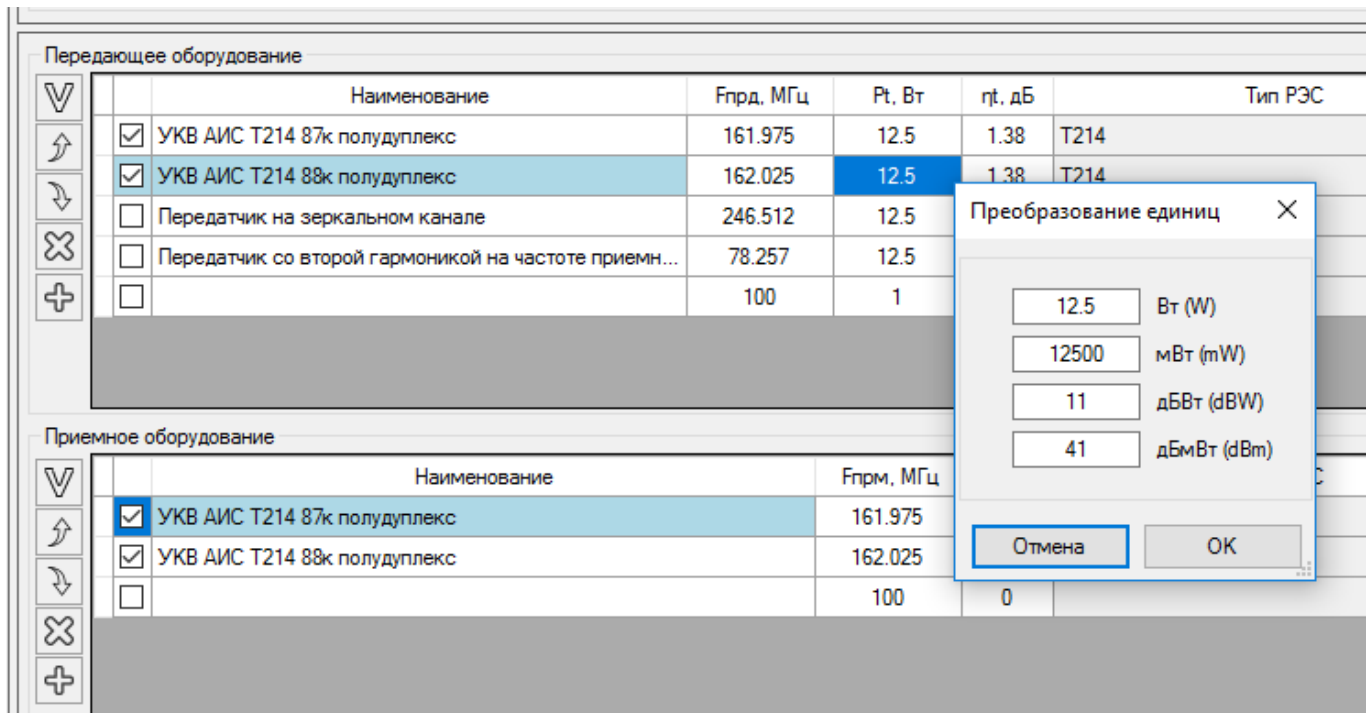 Передающее оборудование
Наименование Fпрд, МГц Pt, Вт ηt, дБ Тип РЭС
УКВ АИС Т214 87к полудуплекс 161.975 12.5 1.38 Т214
УКВ АИС Т214 88к полудуплекс 162.025 12.5 1.38 Т214
Передатчик на зеркальном канале 246.512 12.5
Передатчик со второй гармоникой на частоте приемн... 78.257 12.5
100 1
Преобразование единиц
12.5 Вт (W)
12500 мВт (mW)
11 дБВт (dBW)
41 дБмВт (dBm)
Отмена OK
Приемное оборудование
Наименование Fпрм, МГц
УКВ АИС Т214 87к полудуплекс 161.975
УКВ АИС Т214 88к полудуплекс 162.025
100 0